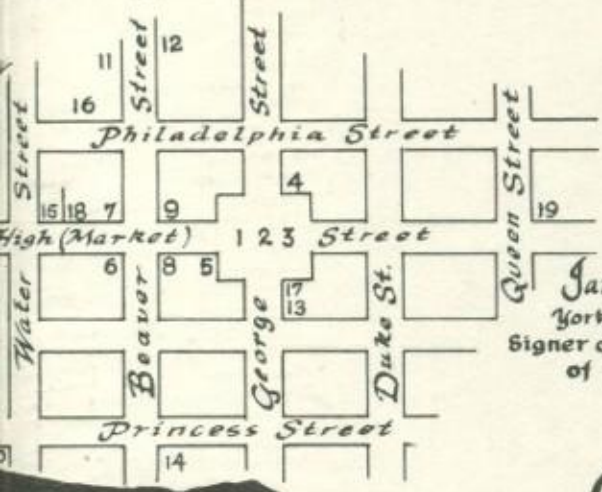 Street
12
Street
11
16
Street
Philadelphia Street
Queen Street
4
15 18 7
9
19
High (Market) 1 2 3 Street
6
8 5
17
13
Water
Beaver
George
Duke St.
York
Signer
of
Princess Street
14